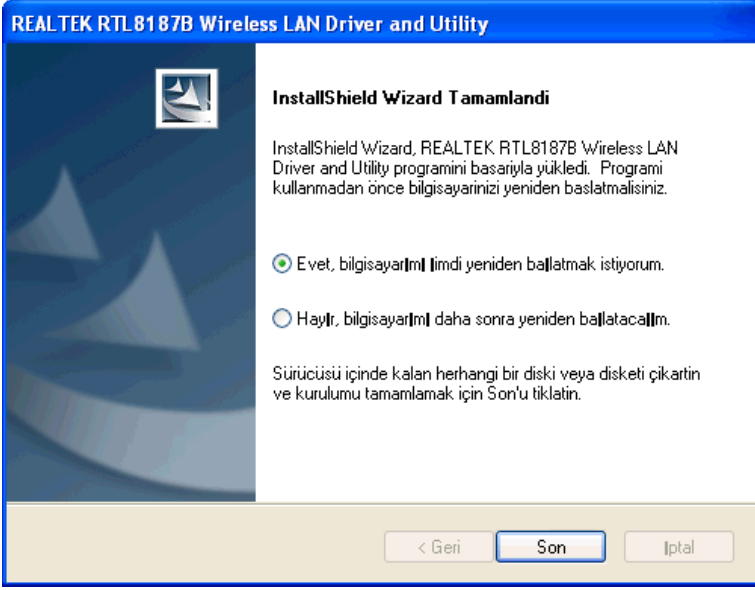 REALTEK RTL8187B Wireless LAN Driver and Utility
InstallShield Wizard Tamamlandi
InstallShield Wizard, REALTEK RTL8187B Wireless LAN
Driver and Utility programini basariyla yükledi. Programi
kullanmadan önce bilgisayarinizi yeniden baslatmalisiniz.
Evet, bilgisayar|m| |imdi yeniden ba|latmak istiyorum.
Hay|r, bilgisayar|m| daha sonra yeniden ba|lataca||m.
Sürücüsü içinde kalan herhangi bir diski veya disketi çikartin
ve kurulumu tamamlamak için Son'u tiklatin.
< Geri
Son
|ptal